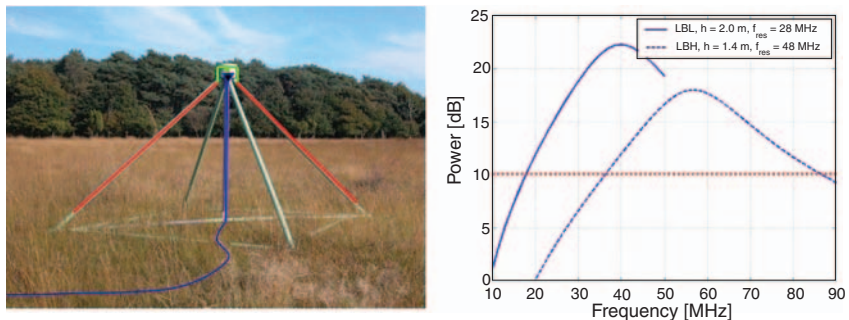 25
20
15
10
5
0
Power [dB]
LBL, h = 2.0 m, f_res = 28 MHz
LBH, h = 1.4 m, f_res = 48 MHz
10 20 30 40 50 60 70 80 90
Frequency [MHz]